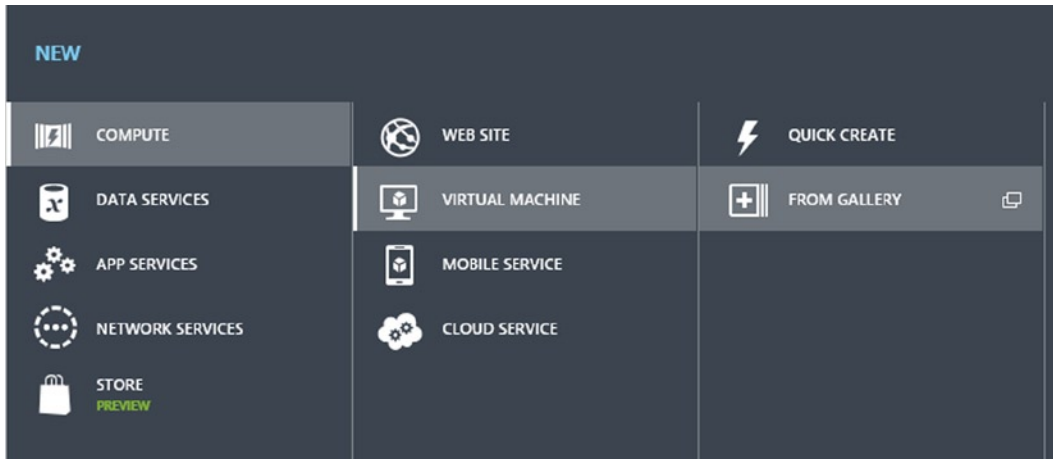 NEW
COMPUTE
DATA SERVICES
APP SERVICES
NETWORK SERVICES
STORE
PREVIEW
WEB SITE
VIRTUAL MACHINE
MOBILE SERVICE
CLOUD SERVICE
QUICK CREATE
FROM GALLERY